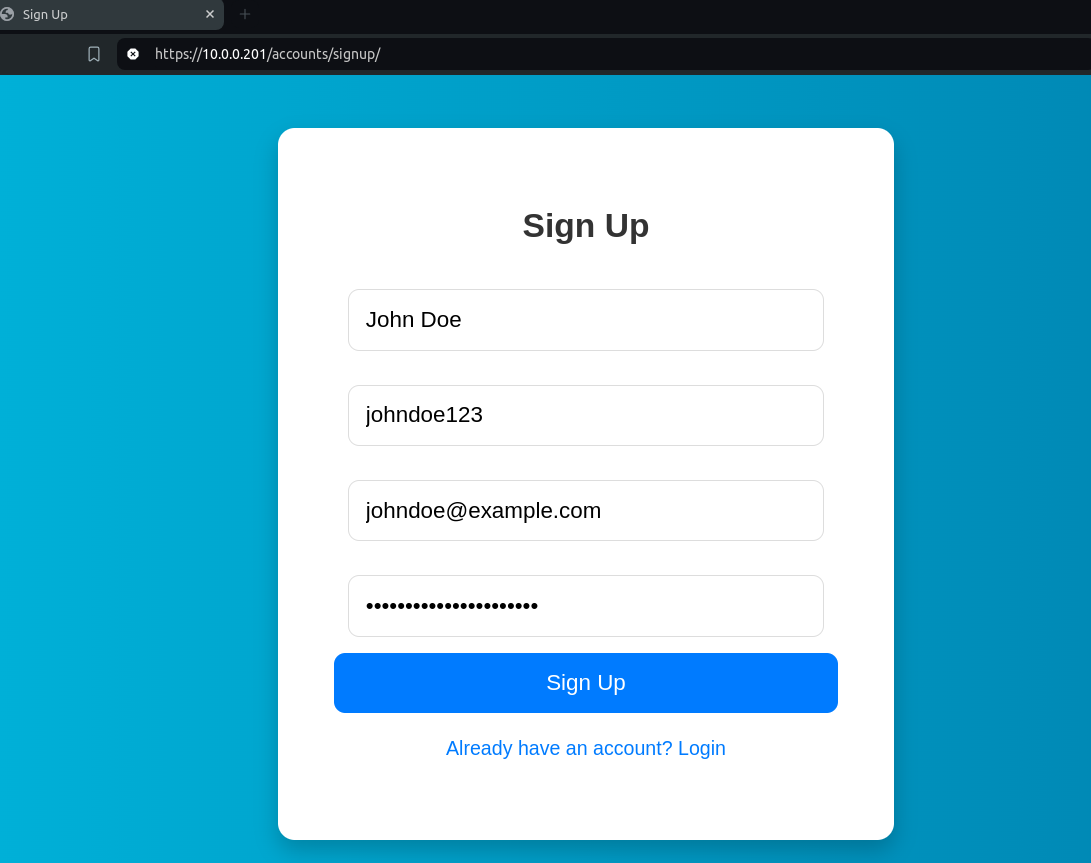 Sign Up
https://10.0.0.201/accounts/signup/
Sign Up
John Doe
johndoe123
johndoe@example.com
••••••••••••••••••••••
Sign Up
Already have an account? Login